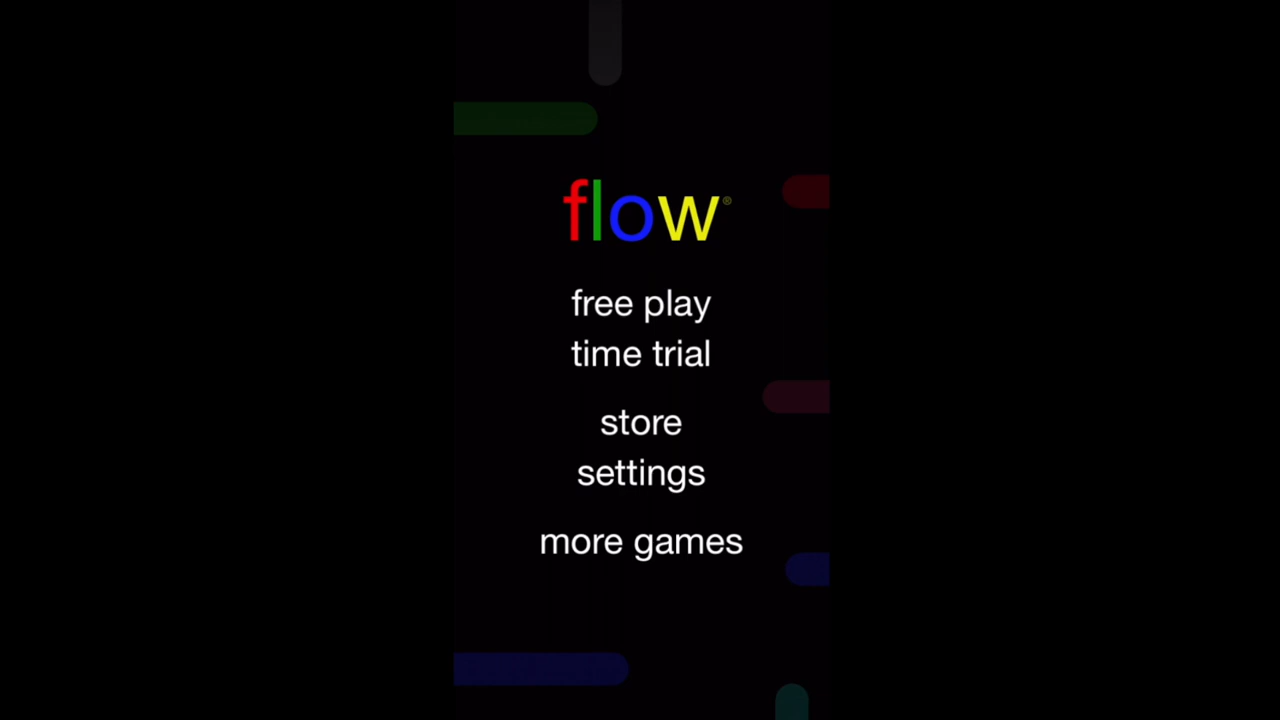 flow®
free play
time trial
store
settings
more games